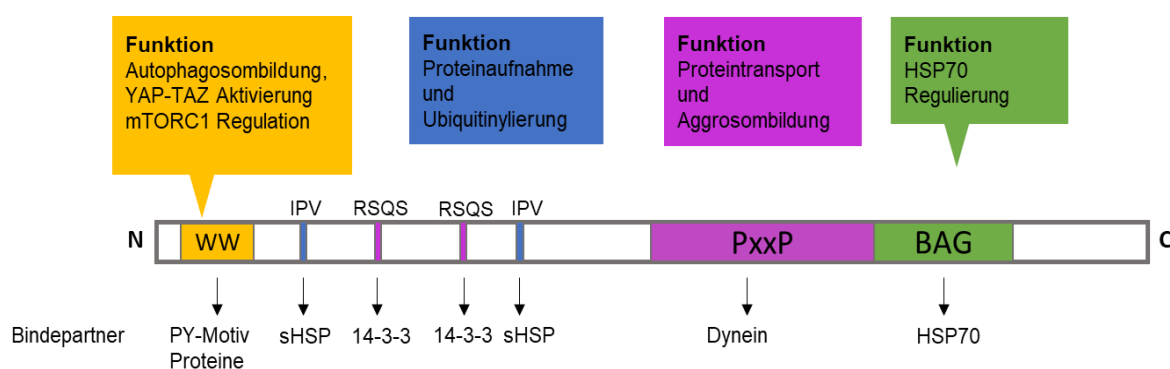 Funktion
Autophagosombildung,
YAP-TAZ Aktivierung
mTORC1 Regulation
Funktion
Proteinaufnahme
und
Ubiquitinylierung
Funktion
Proteintransport
und
Aggrosombildung
Funktion
HSP70
Regulierung
IPV RSQS RSQS IPV
N WW PxxP BAG C
Bindepartner PY-Motiv sHSP 14-3-3 14-3-3 sHSP Dynein HSP70
Proteine